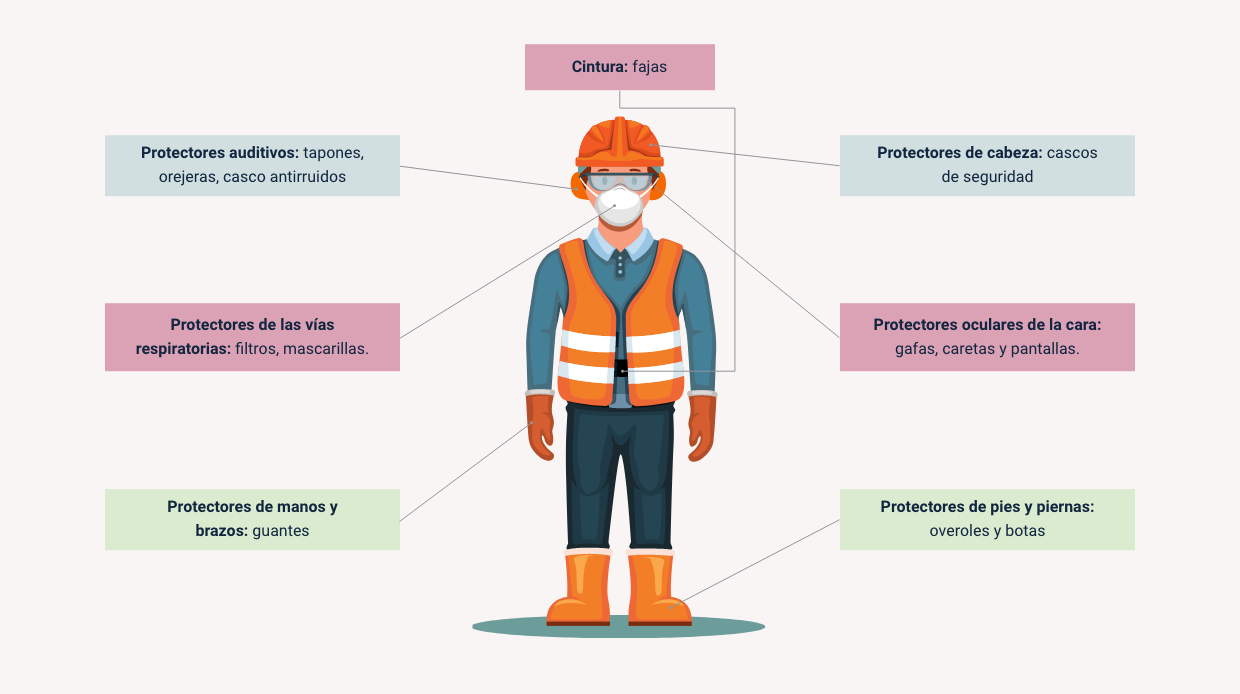 Cintura: fajas
Protectores auditivos: tapones,
orejeras, casco antirruidos
Protectores de cabeza: cascos
de seguridad
Protectores de las vías
respiratorias: filtros, mascarillas.
Protectores oculares de la cara:
gafas, caretas y pantallas.
Protectores de manos y
brazos: guantes
Protectores de pies y piernas:
overoles y botas